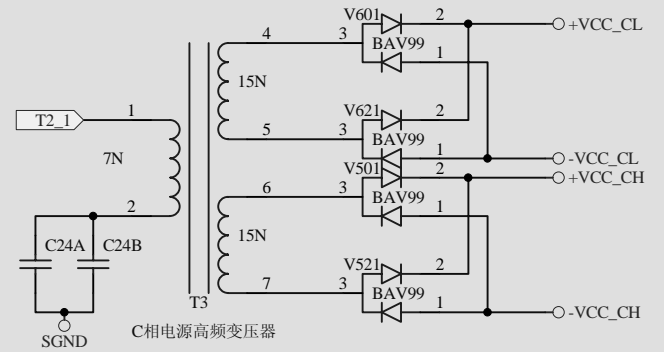 V601
2
+VCC_CL
4
3
BAV99
1
15N
T2_1
1
V621
2
7N
5
3
BAV99
1
-VCC_CL
V501
2
+VCC_CH
6
3
BAV99
2
1
C24A
C24B
15N
V521
2
7
3
BAV99
T3
1
-VCC_CH
SGND
C相电源高频变压器